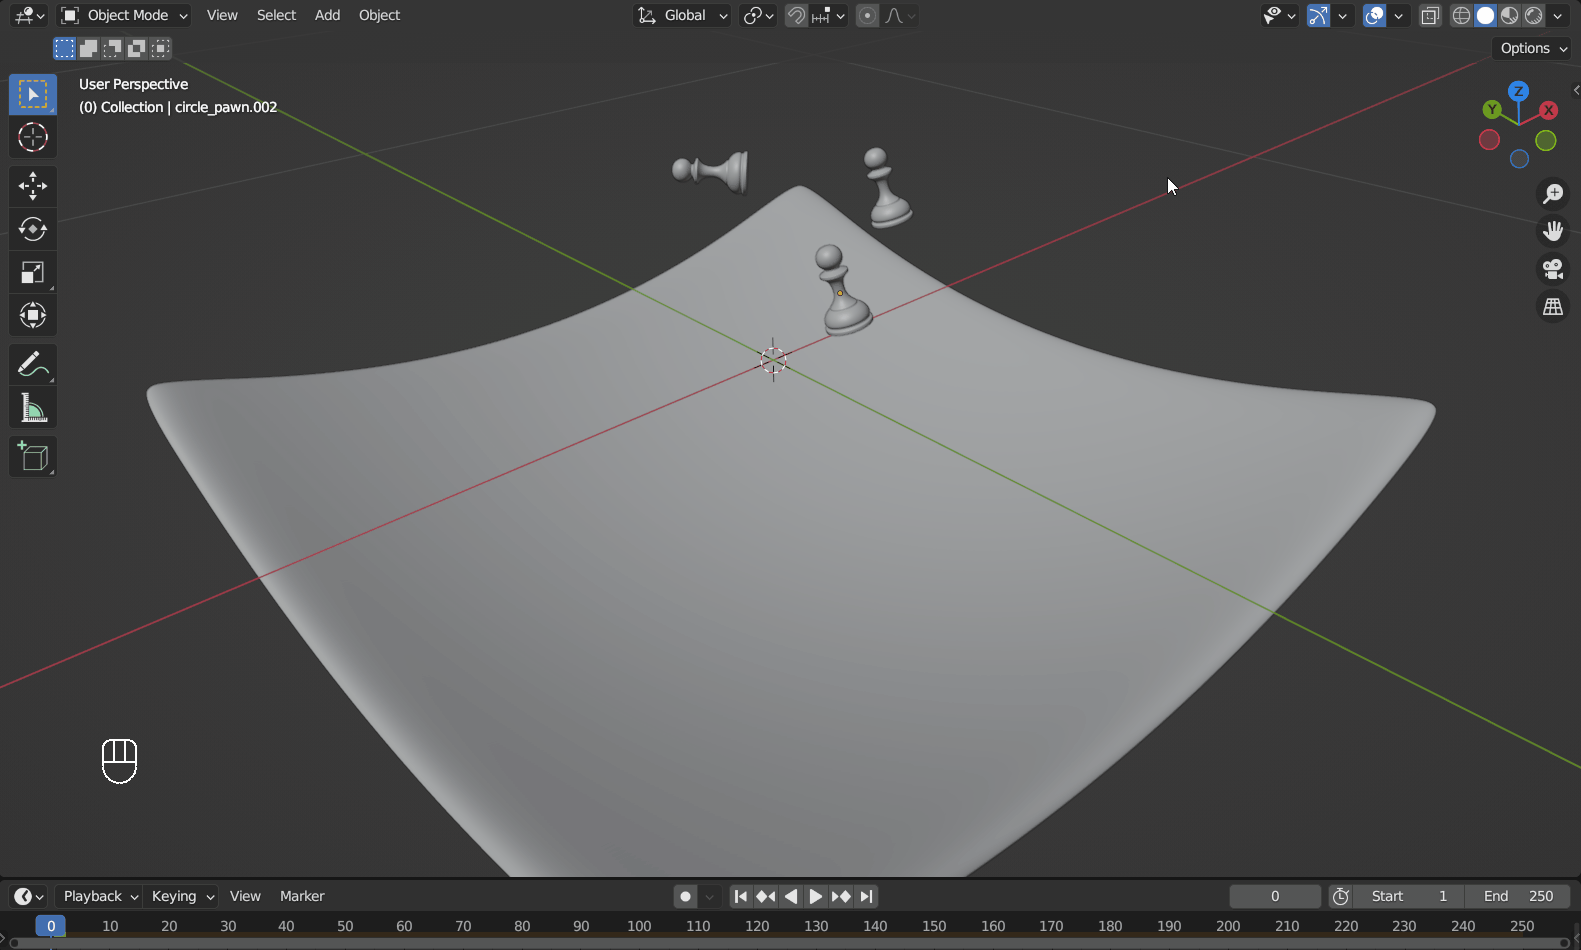 Object Mode View Select Add Object Global
Options
User Perspective
(0) Collection | circle_pawn.002
Z
Y X
Playback Keying View Marker 0 Start 1 End 250
0 10 20 30 40 50 60 70 80 90 100 110 120 130 140 150 160 170 180 190 200 210 220 230 240 250